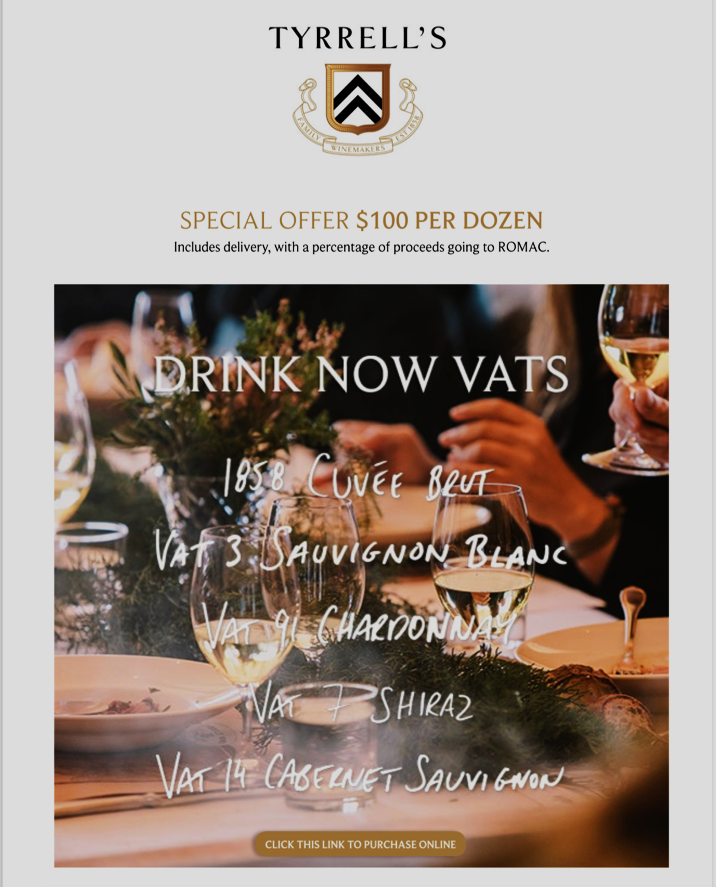 TYRRELL'S
FAMILY WINEMAKERS EST 1858
SPECIAL OFFER $100 PER DOZEN
Includes delivery, with a percentage of proceeds going to ROMAC.
DRINK NOW VATS
1858 CUVÉE BRUT
VAT 3 SAUVIGNON BLANC
VAT 91 CHARDONNAY
VAT 7 SHIRAZ
VAT 14 CABERNET SAUVIGNON
CLICK THIS LINK TO PURCHASE ONLINE